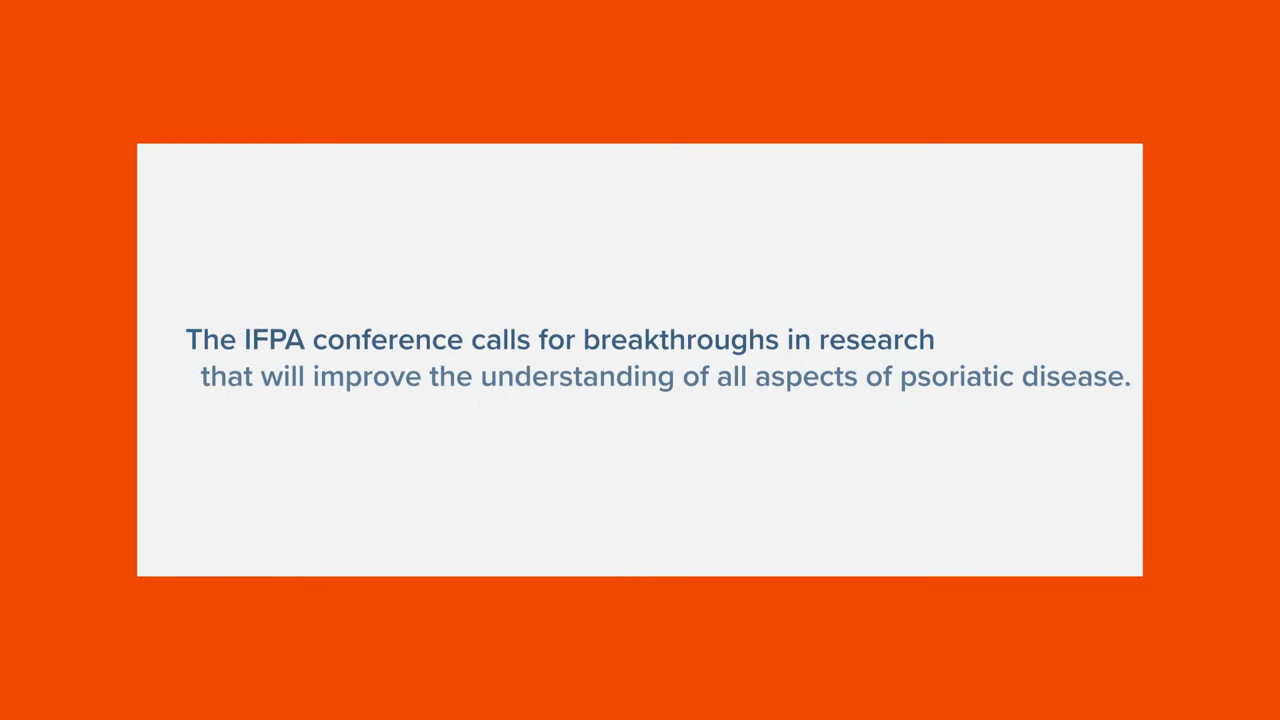 The IFPA conference calls for breakthroughs in research
that will improve the understanding of all aspects of psoriatic disease.